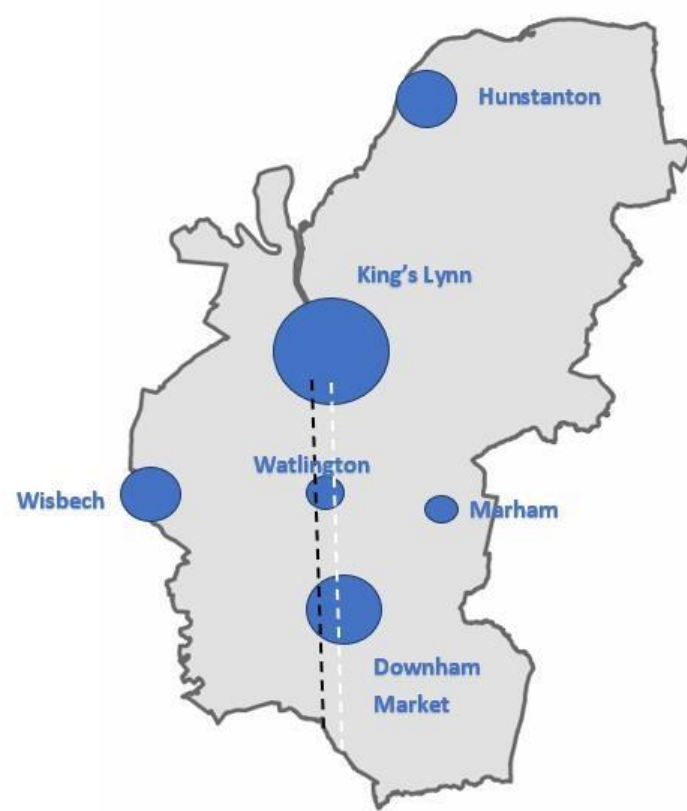 Hunstanton
King's Lynn
Watlington
Wisbech
Marham
Downham
Market